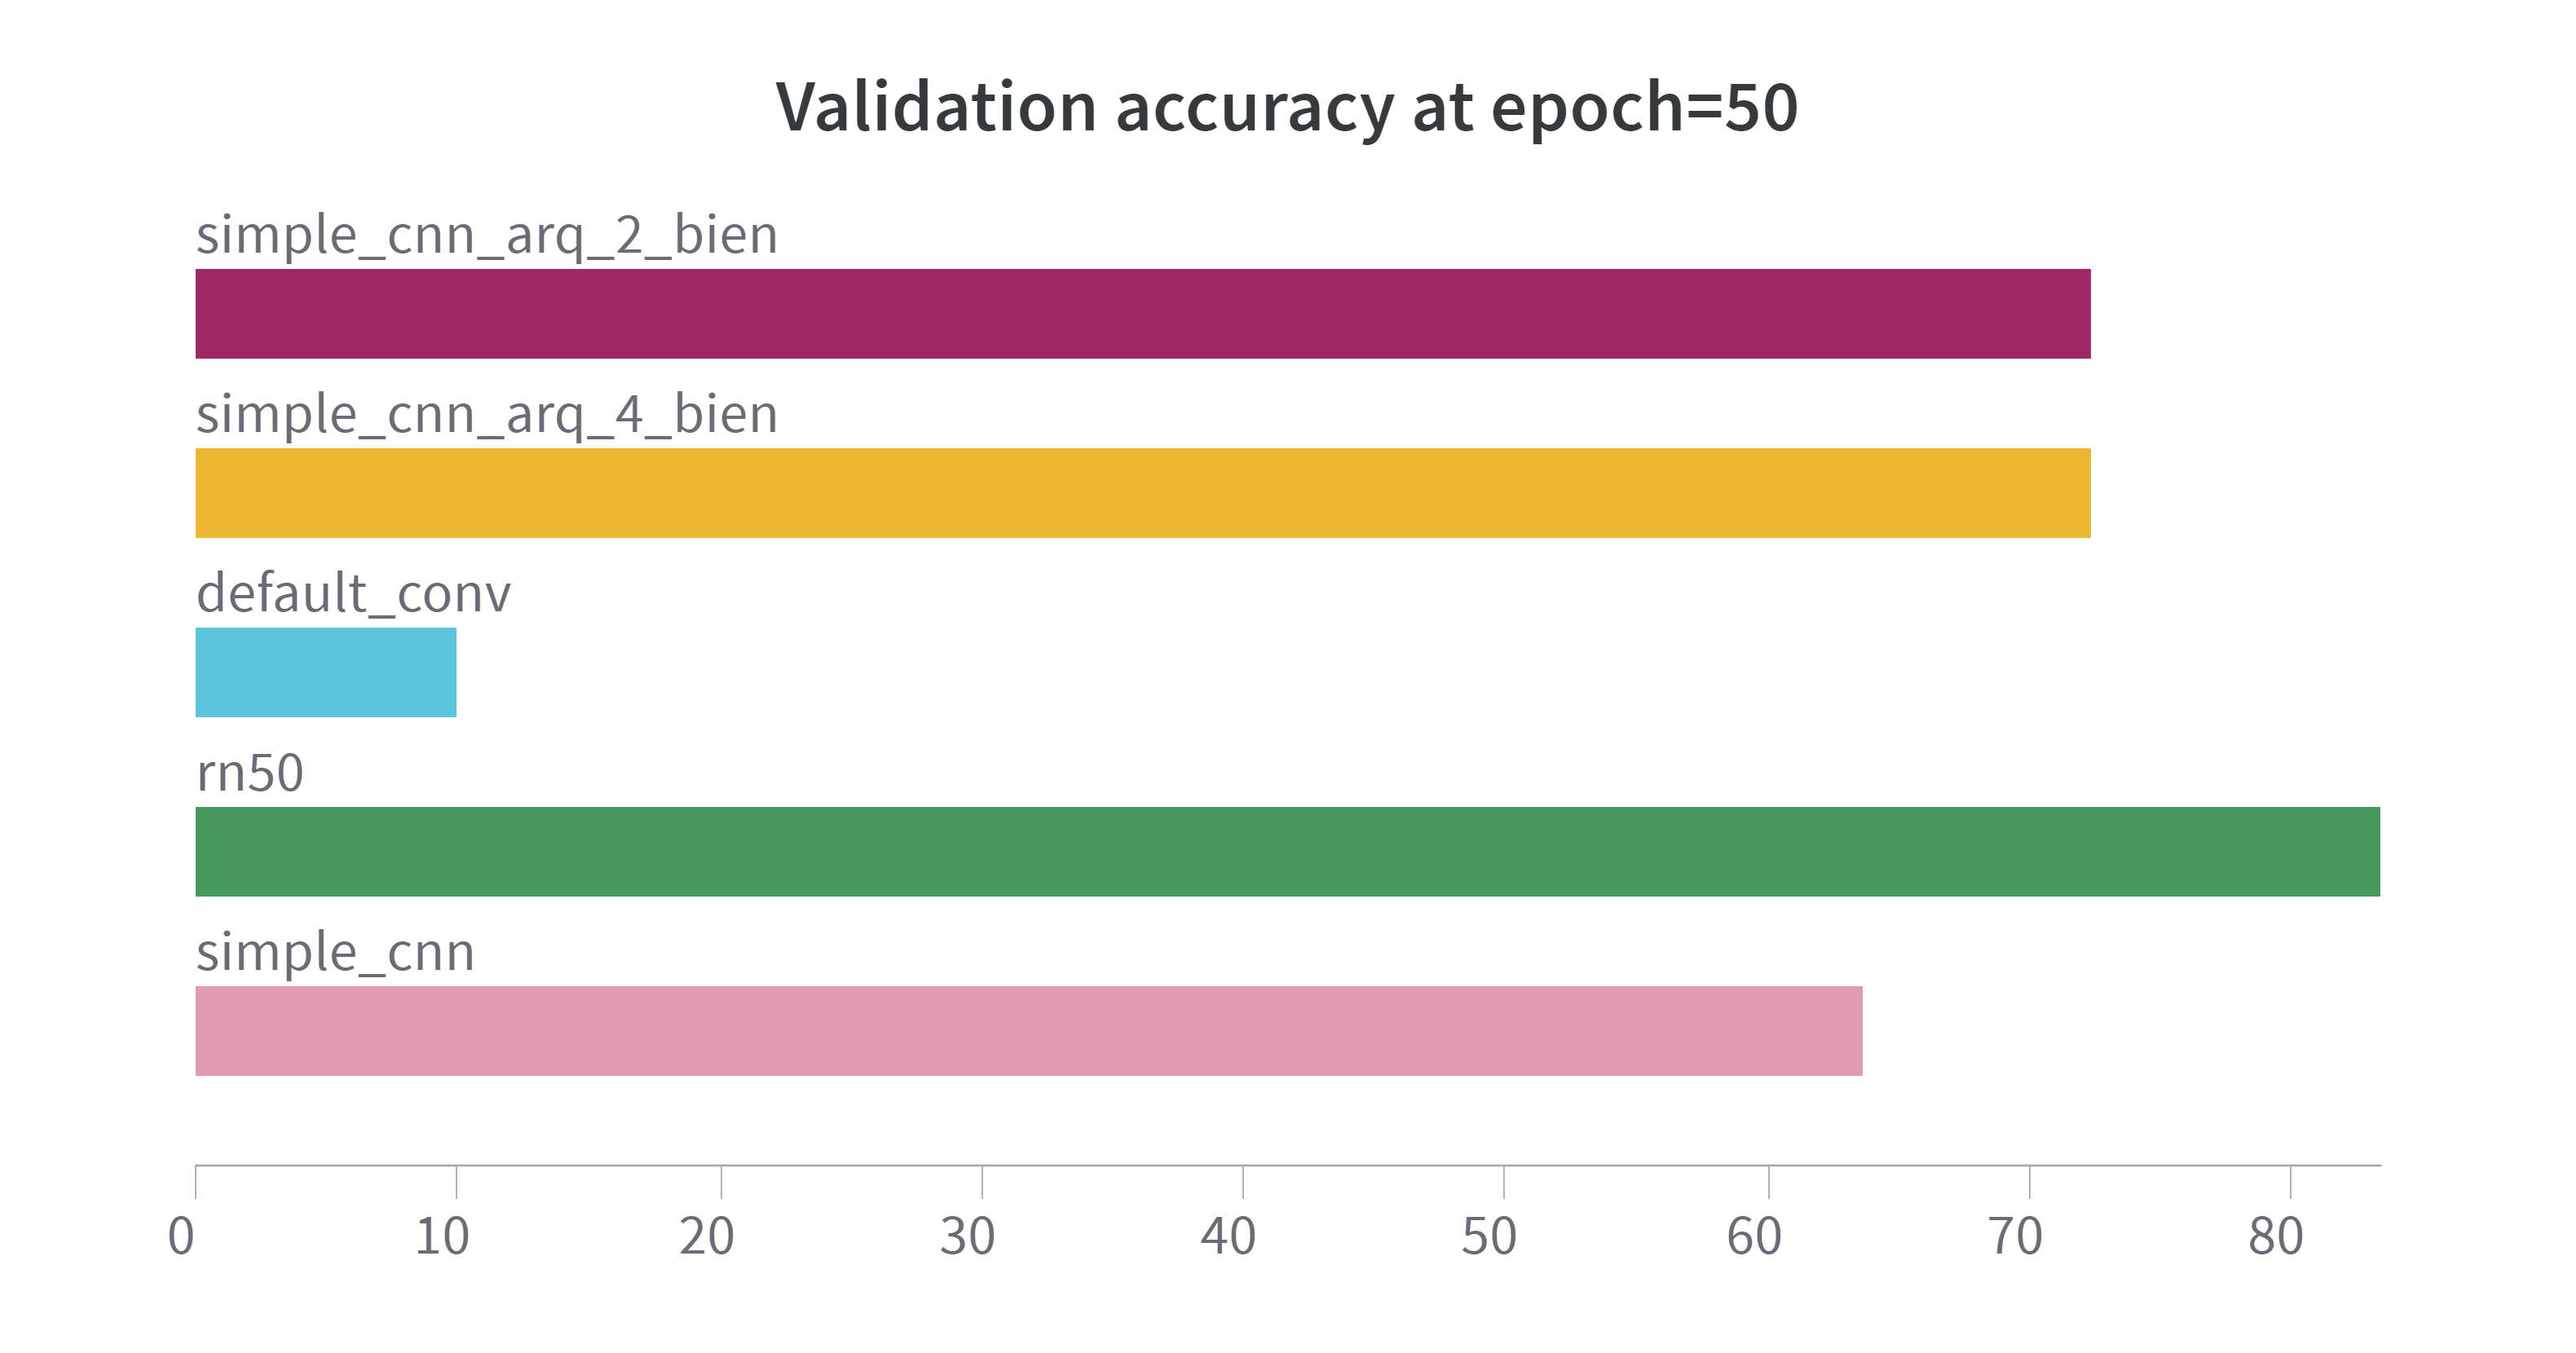 Validation accuracy at epoch=50
simple_cnn_arq_2_bien
simple_cnn_arq_4_bien
default_conv
rn50
simple_cnn
0 10 20 30 40 50 60 70 80